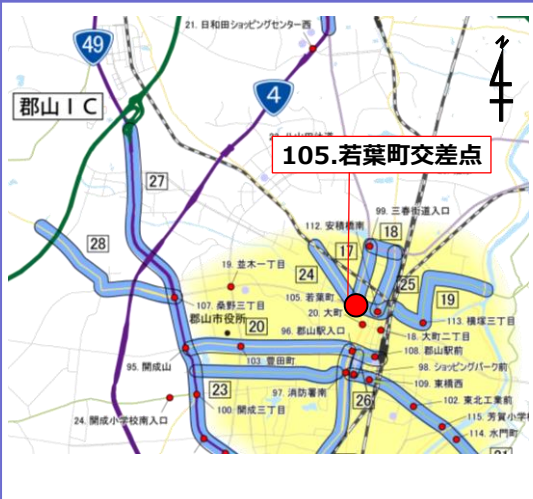 21. 日和田ショッピングセンター西
49
4
郡山ＩＣ
105.若葉町交差点
27
99. 三春街道入口
112. 安積橋南
17
18
28
24
19. 並木一丁目
25
19
105. 若葉町
107. 桑野三丁目
20. 大町
郡山市役所
20
113. 横塚三丁目
18. 大町二丁目
96. 郡山駅入口
108. 郡山駅前
103. 豊田町
95. 開成山
98. ショッピングパーク前
109. 東橋西
23
97. 消防署南
26
102. 東北工業前
100. 開成三丁目
24. 開成小学校南入口
115. 芳賀小学校
114. 水門町